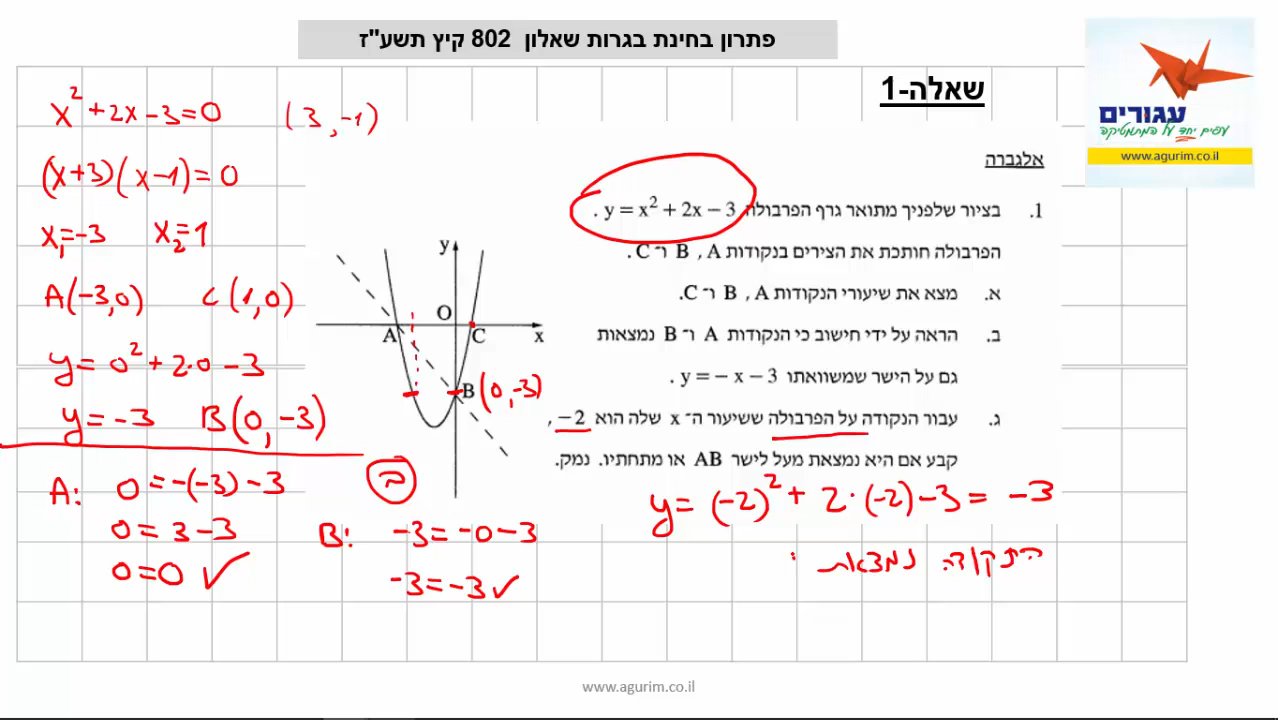 פתרון בחינת בגרות שאלון 802 קיץ תשע"ז
עגורים
עפים יחד על המתמטיקה
www.agurim.co.il
שאלה-1
אלגברה
1. בציור שלפניך מתואר גרף הפרבולה y = x² + 2x − 3 .
הפרבולה חותכת את הצירים בנקודות A , B ו־ C .
א. מצא את שיעורי הנקודות A , B ו־ C.
ב. הראה על ידי חישוב כי הנקודות A ו־ B נמצאות
גם על הישר שמשוואתו y = − x − 3 .
ג. עבור הנקודה על הפרבולה ששיעור ה־ x שלה הוא −2 ,
קבע אם היא נמצאת מעל לישר AB או מתחתיו. נמק.
y = (-2)² + 2·(-2) - 3 = -3
נמצאת
x² + 2x - 3 = 0
(3, -1)
(x+3)(x-1) = 0
x₁ = -3 x₂ = 1
A(-3,0) C(1,0)
y = 0² + 2·0 - 3
y = -3 B(0,-3)
A: 0 = -(-3) - 3
0 = 3 - 3
0 = 0 ✓
ב
B: -3 = -0 - 3
-3 = -3 ✓
y
O
A
C
x
B (0,-3)
www.agurim.co.il